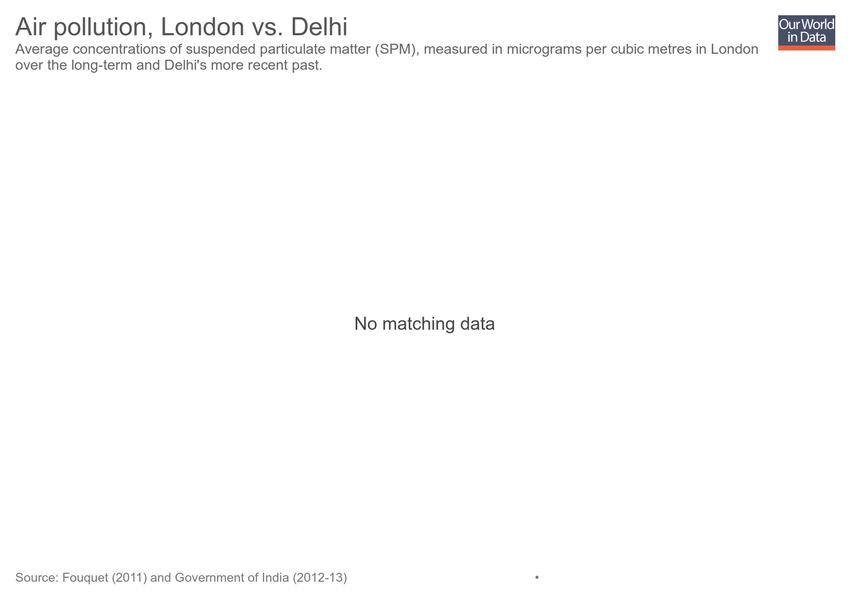 Air pollution, London vs. Delhi
Our World
in Data
Average concentrations of suspended particulate matter (SPM), measured in micrograms per cubic metres in London
over the long-term and Delhi's more recent past.
No matching data
Source: Fouquet (2011) and Government of India (2012-13)
•